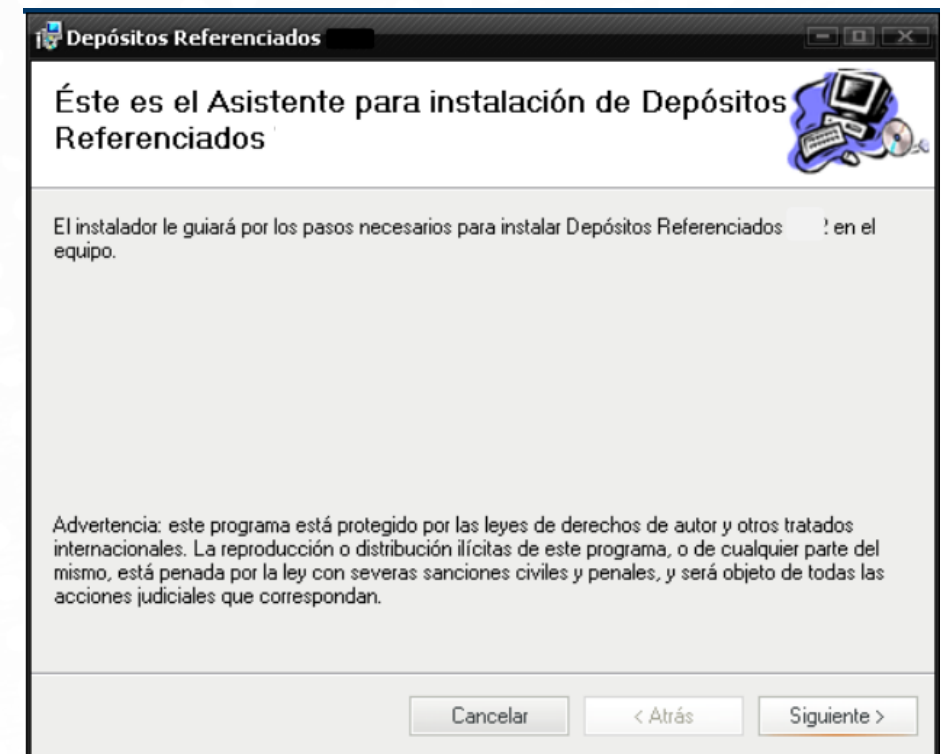 Depósitos Referenciados
Éste es el Asistente para instalación de Depósitos
Referenciados
El instalador le guiará por los pasos necesarios para instalar Depósitos Referenciados en el
equipo.
Advertencia: este programa está protegido por las leyes de derechos de autor y otros tratados
internacionales. La reproducción o distribución ilícitas de este programa, o de cualquier parte del
mismo, está penada por la ley con severas sanciones civiles y penales, y será objeto de todas las
acciones judiciales que correspondan.
Cancelar
< Atrás
Siguiente >